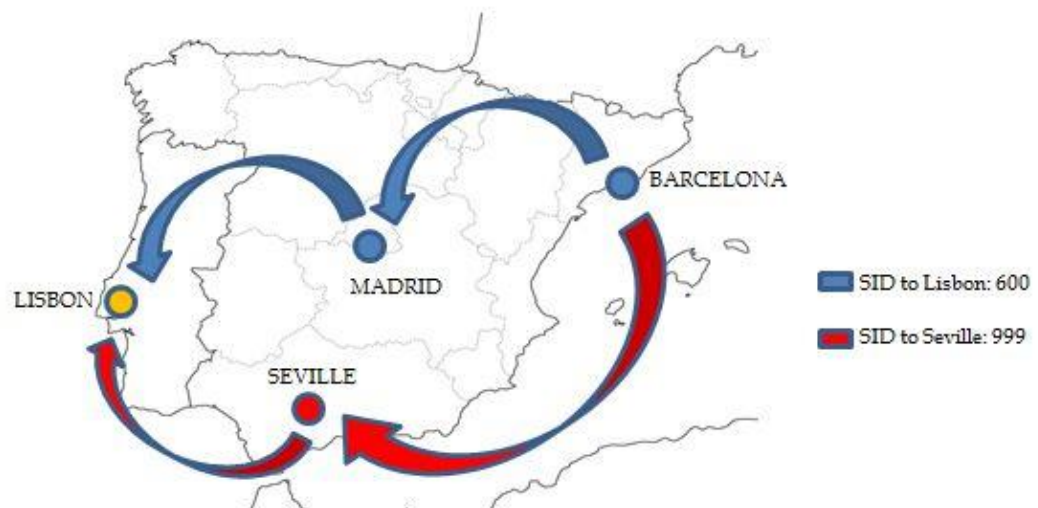 BARCELONA
MADRID
LISBON
SEVILLE
SID to Lisbon: 600
SID to Seville: 999